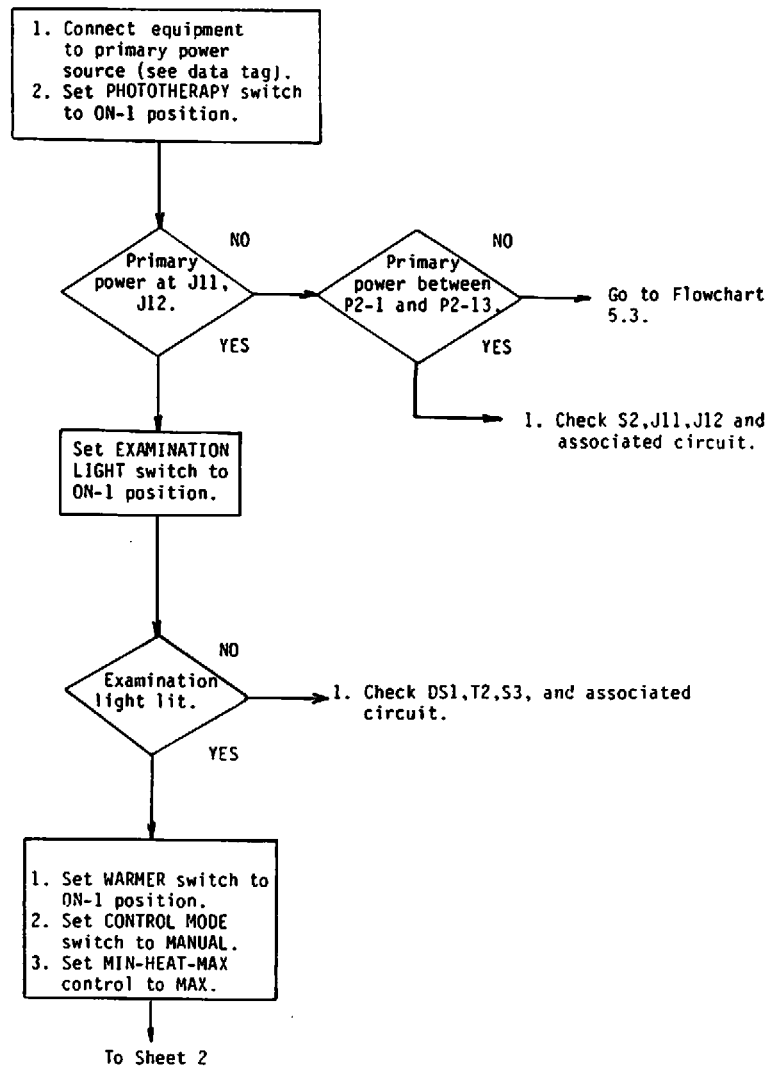 1. Connect equipment
to primary power
source (see data tag).
2. Set PHOTOTHERAPY switch
to ON-1 position.
NO
Primary
power at J11,
J12.
YES
NO
Primary
power between
P2-1 and P2-13.
YES
Go to Flowchart
5.3.
1. Check S2,J11,J12 and
associated circuit.
Set EXAMINATION
LIGHT switch to
ON-1 position.
NO
Examination
light lit.
YES
1. Check DS1,T2,S3, and associated
circuit.
1. Set WARMER switch to
ON-1 position.
2. Set CONTROL MODE
switch to MANUAL.
3. Set MIN-HEAT-MAX
control to MAX.
To Sheet 2